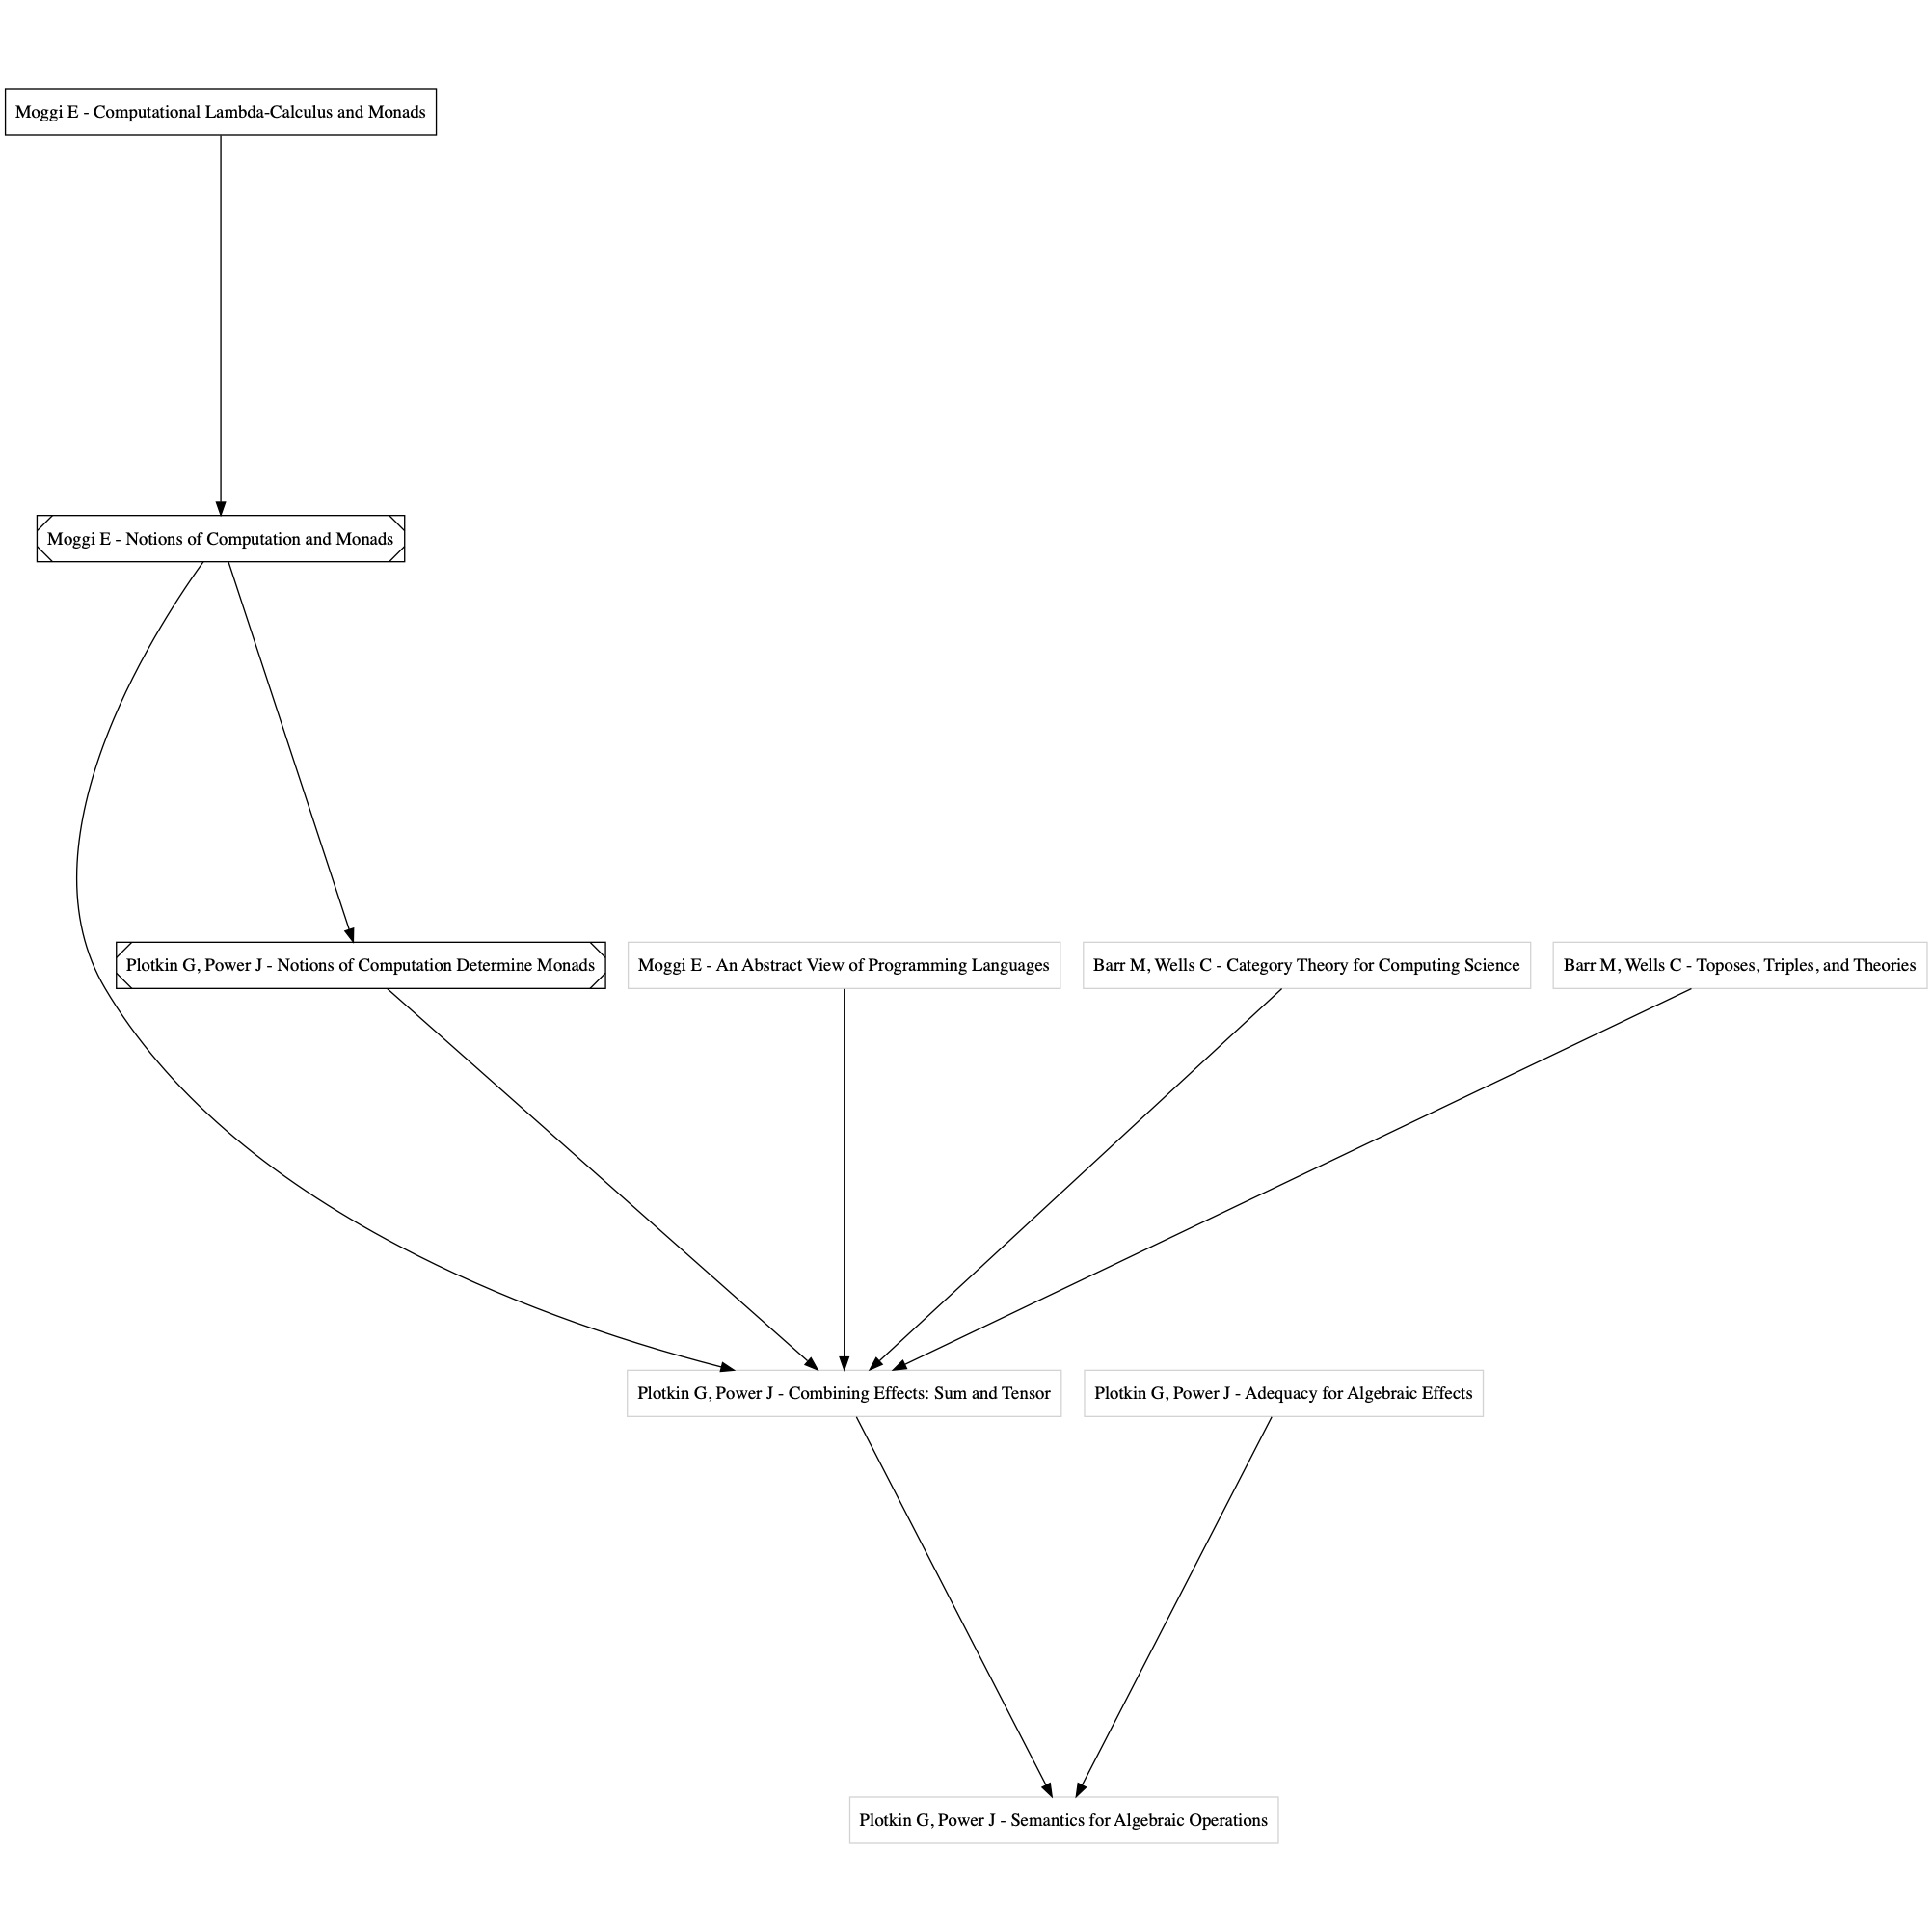 Moggi E - Computational Lambda-Calculus and Monads
Moggi E - Notions of Computation and Monads
Plotkin G, Power J - Notions of Computation Determine Monads
Moggi E - An Abstract View of Programming Languages
Barr M, Wells C - Category Theory for Computing Science
Barr M, Wells C - Toposes, Triples, and Theories
Plotkin G, Power J - Combining Effects: Sum and Tensor
Plotkin G, Power J - Adequacy for Algebraic Effects
Plotkin G, Power J - Semantics for Algebraic Operations